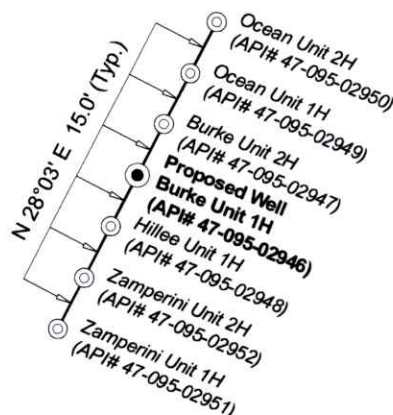 N 28°03' E 15.0' (Typ.)
Ocean Unit 2H
(API# 47-095-02950)
Ocean Unit 1H
(API# 47-095-02949)
Burke Unit 2H
(API# 47-095-02947)
Proposed Well
Burke Unit 1H
(API# 47-095-02946)
Hillee Unit 1H
(API# 47-095-02948)
Zamperini Unit 2H
(API# 47-095-02952)
Zamperini Unit 1H
(API# 47-095-02951)